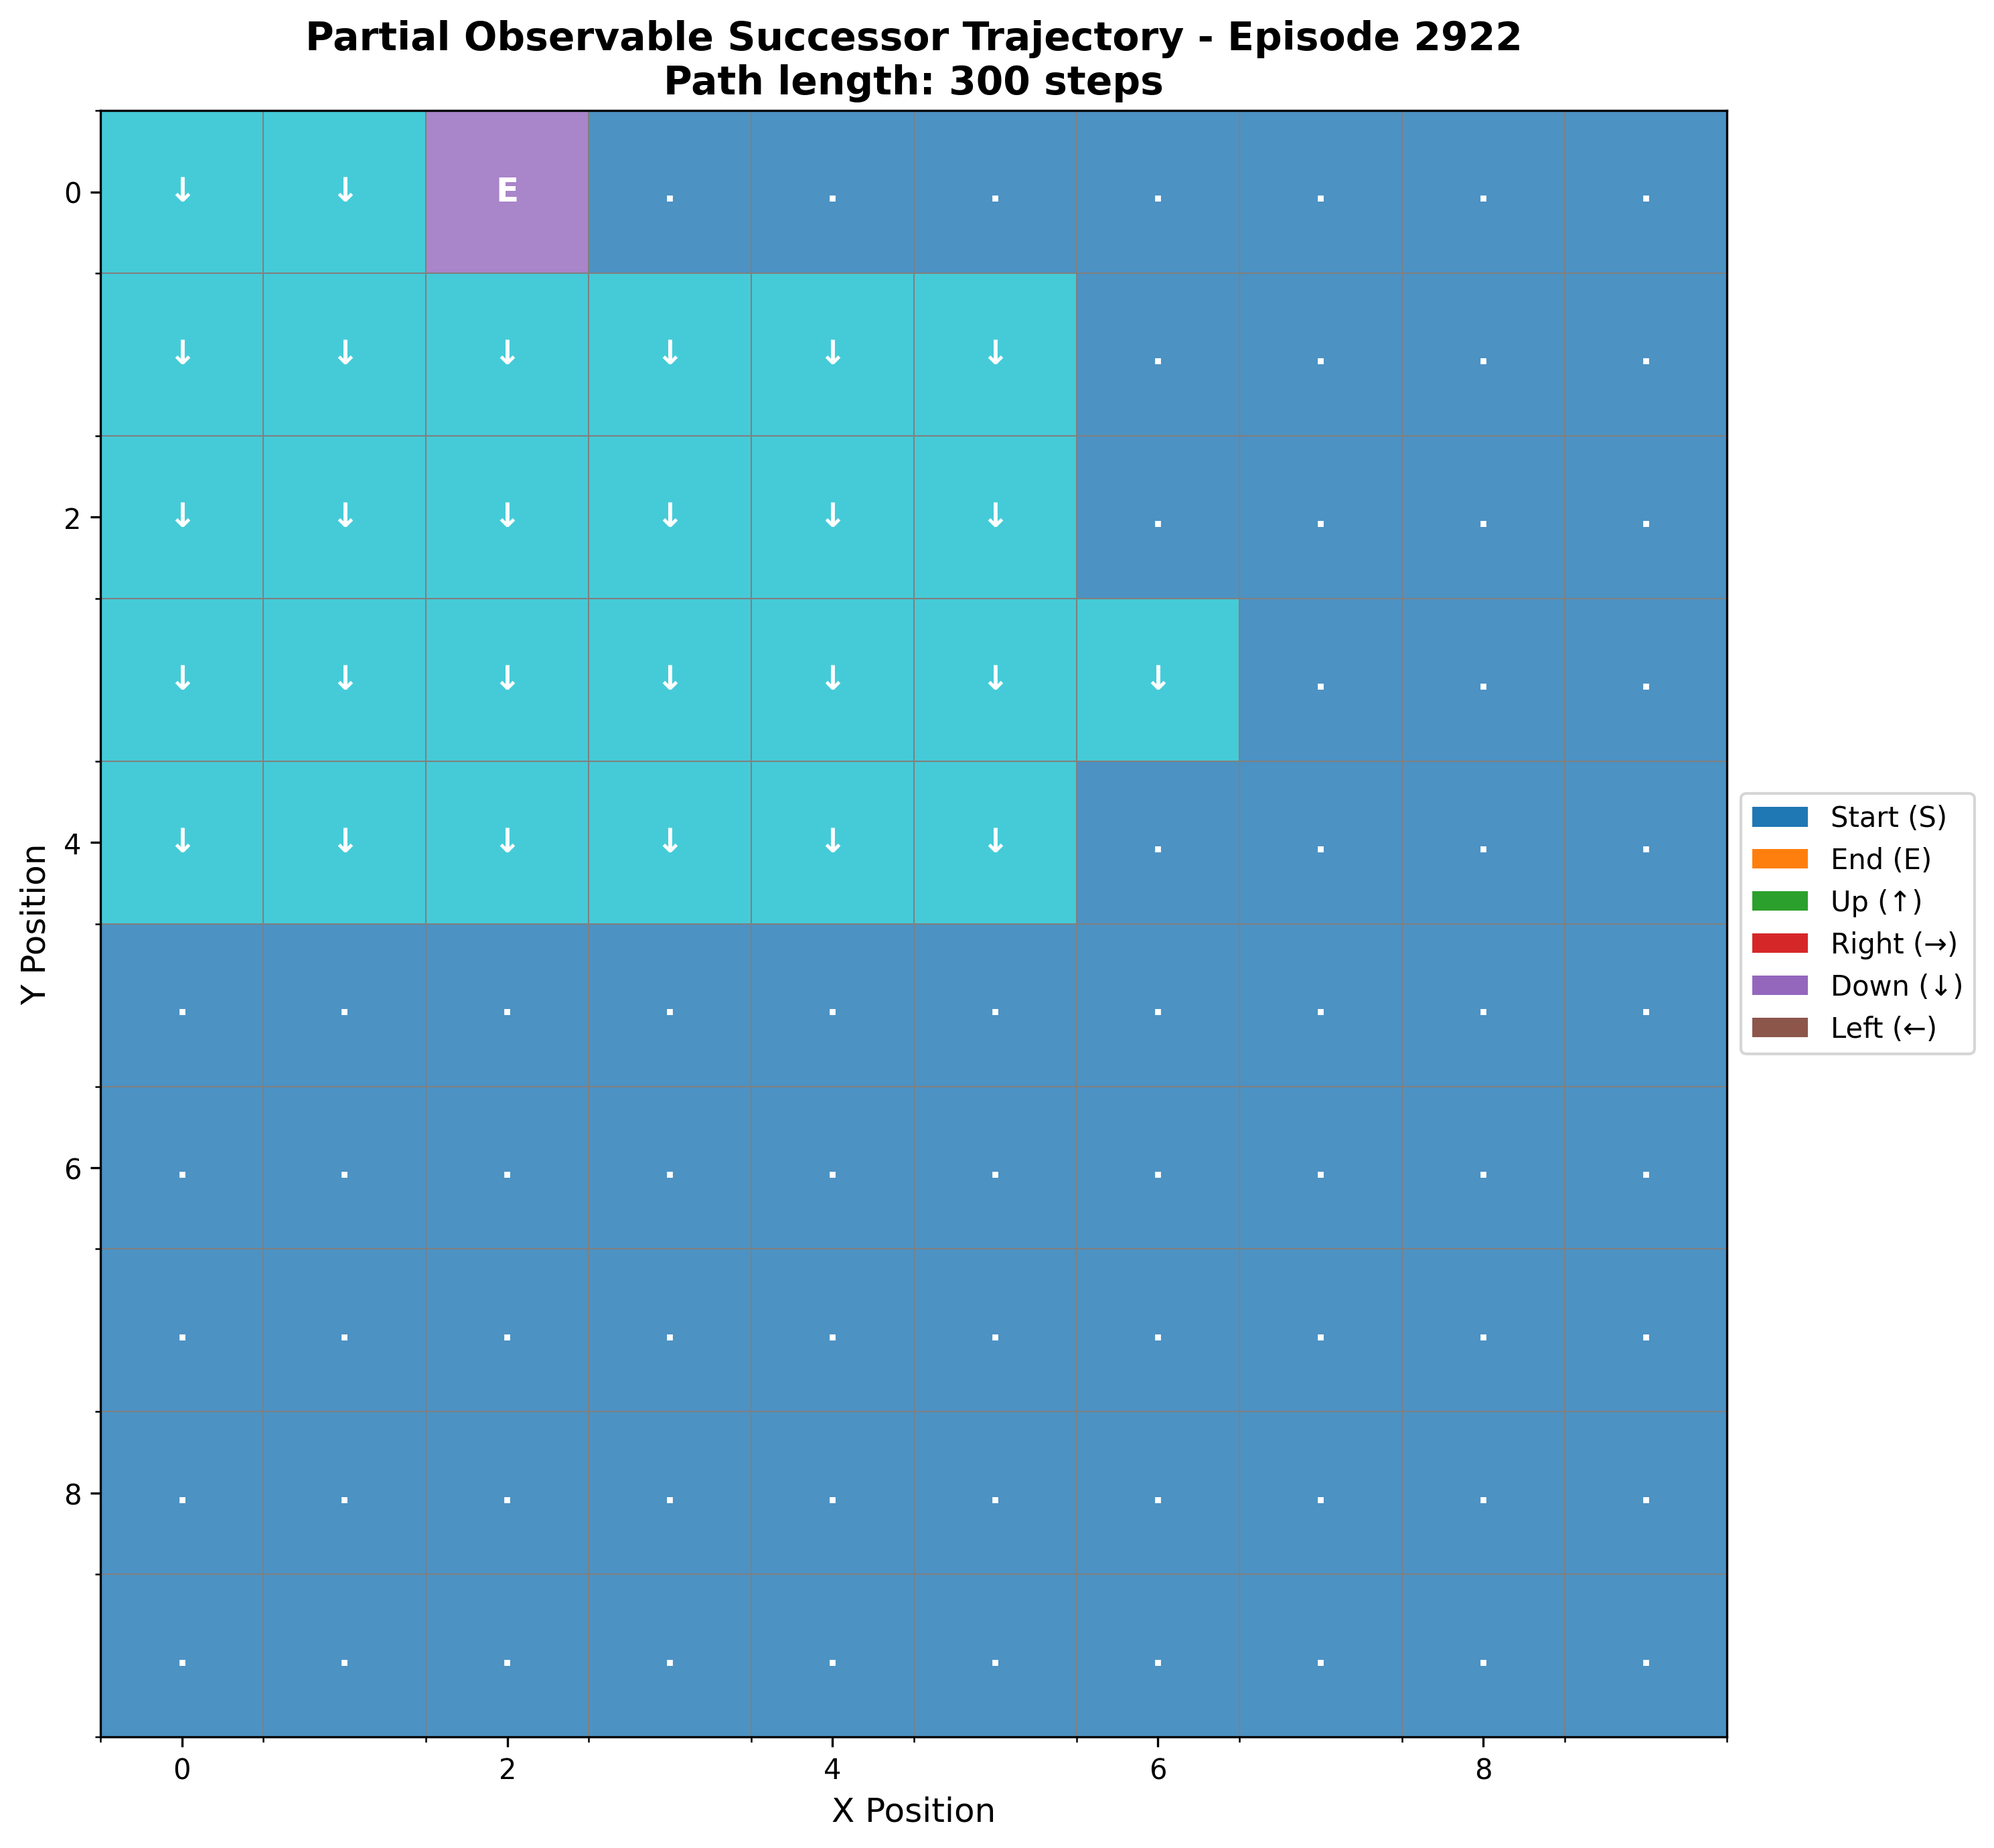 Partial Observable Successor Trajectory - Episode 2922
Path length: 300 steps
0 ↓ ↓ E . . . . . . .
↓ ↓ ↓ ↓ ↓ ↓ . . . .
2 ↓ ↓ ↓ ↓ ↓ ↓ . . . .
↓ ↓ ↓ ↓ ↓ ↓ ↓ . . .
4 ↓ ↓ ↓ ↓ ↓ ↓ . . . .
. . . . . . . . . .
6 . . . . . . . . . .
. . . . . . . . . .
8 . . . . . . . . . .
. . . . . . . . . .
0 2 4 6 8
X Position
Y Position
Start (S)
End (E)
Up (↑)
Right (→)
Down (↓)
Left (←)